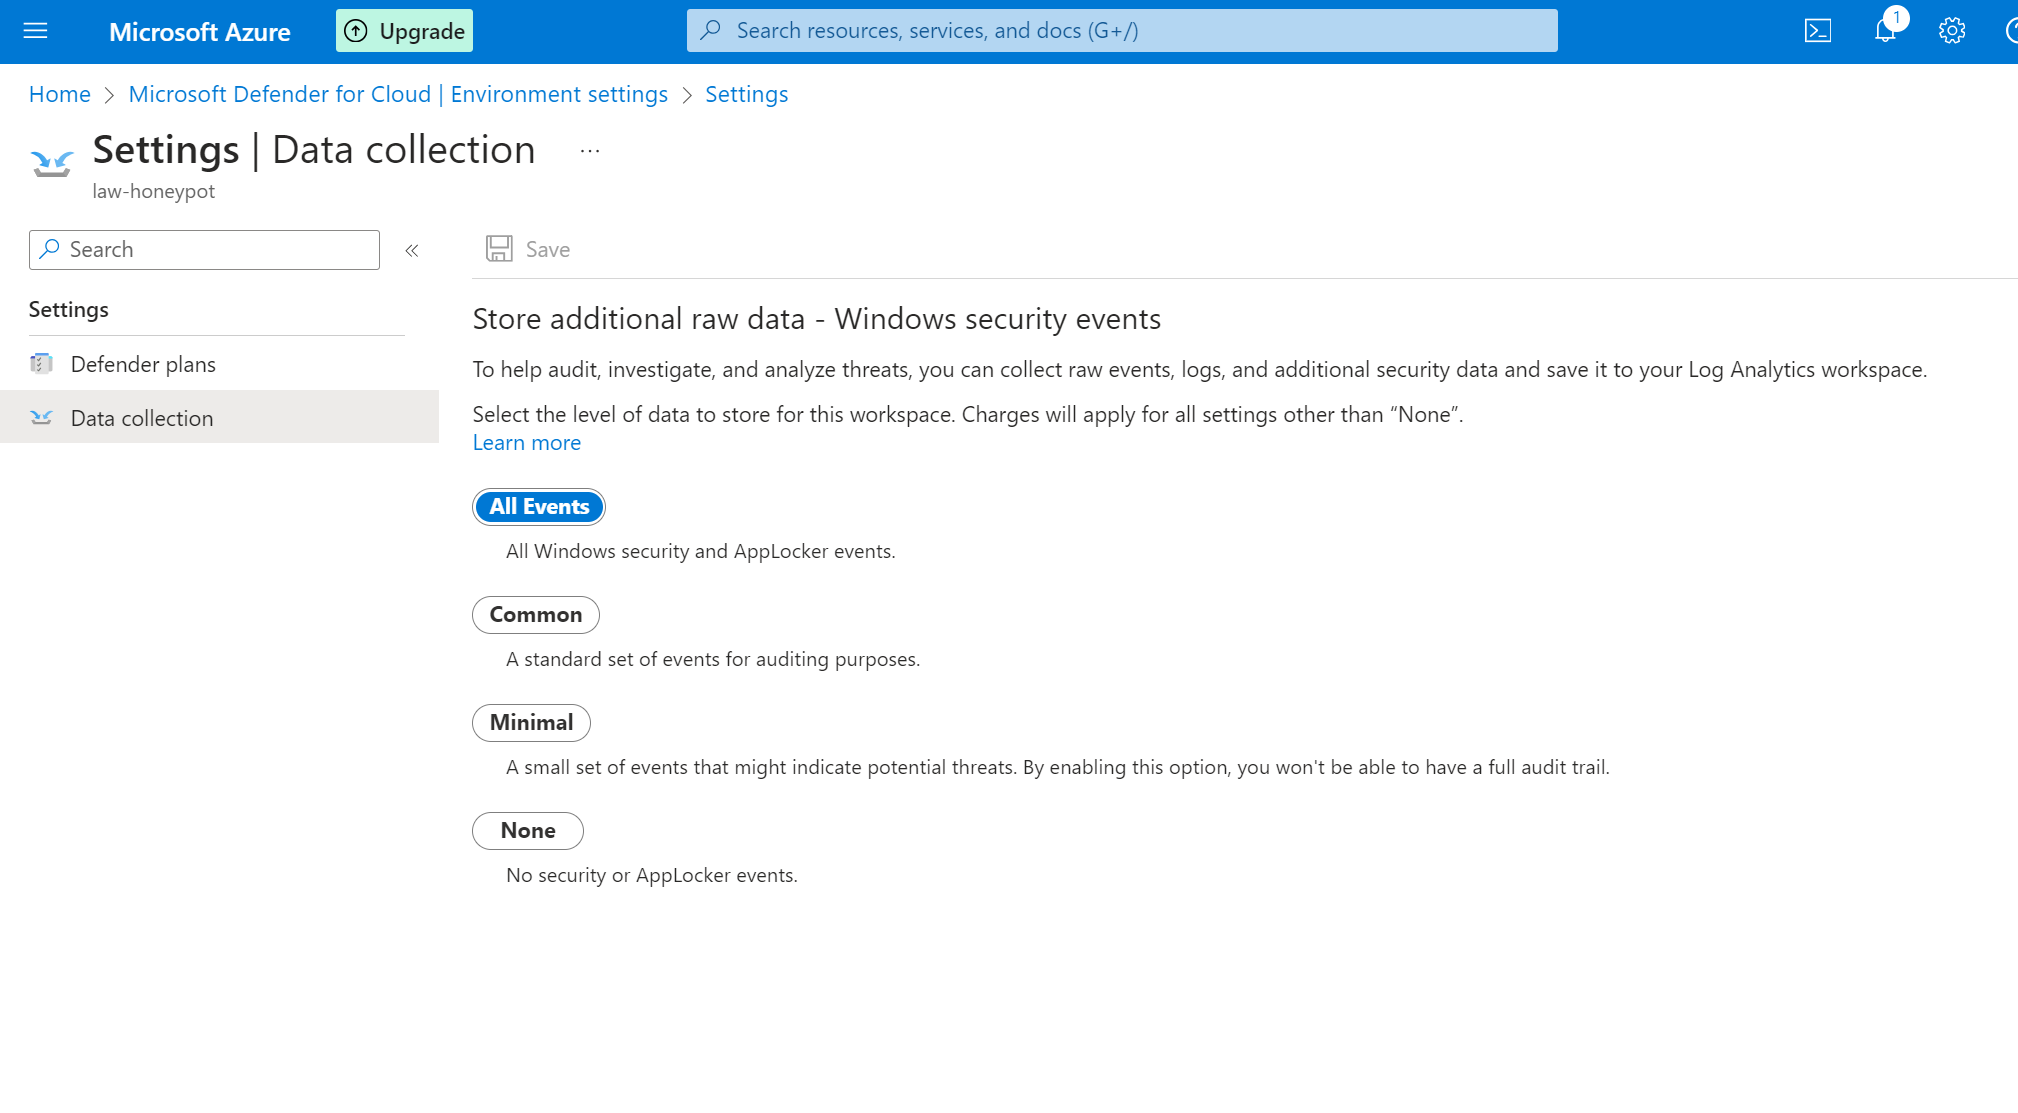 Microsoft Azure
Upgrade
Search resources, services, and docs (G+/)
1
Home > Microsoft Defender for Cloud | Environment settings > Settings
Settings | Data collection ...
law-honeypot
Search
«
Save
Settings
Defender plans
Data collection
Store additional raw data - Windows security events
To help audit, investigate, and analyze threats, you can collect raw events, logs, and additional security data and save it to your Log Analytics workspace.
Select the level of data to store for this workspace. Charges will apply for all settings other than “None”.
Learn more
All Events
All Windows security and AppLocker events.
Common
A standard set of events for auditing purposes.
Minimal
A small set of events that might indicate potential threats. By enabling this option, you won't be able to have a full audit trail.
None
No security or AppLocker events.